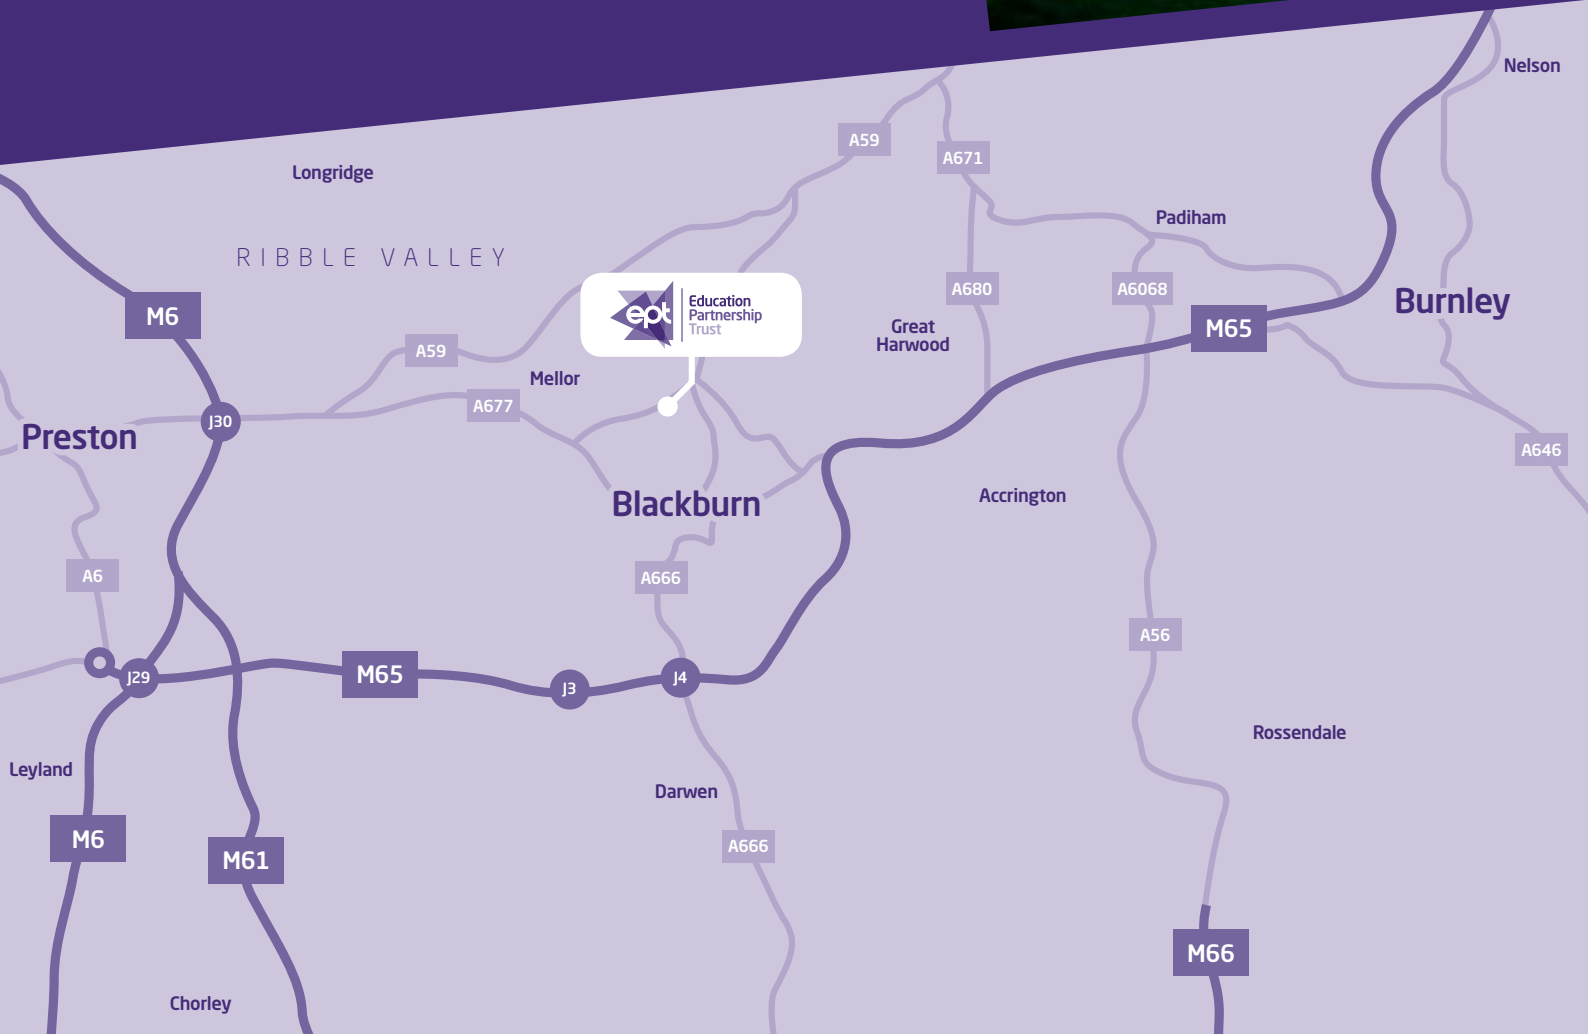 Nelson
A59
A671
Longridge
Padiham
RIBBLE VALLEY
A680
A6068
ept
Education
Partnership
Trust
M6
Burnley
M65
Great
Harwood
A59
Mellor
A677
J30
Preston
A646
Accrington
Blackburn
A6
A666
A56
J29
M65
J3
J4
Rossendale
Leyland
Darwen
M6
A666
M61
M66
Chorley